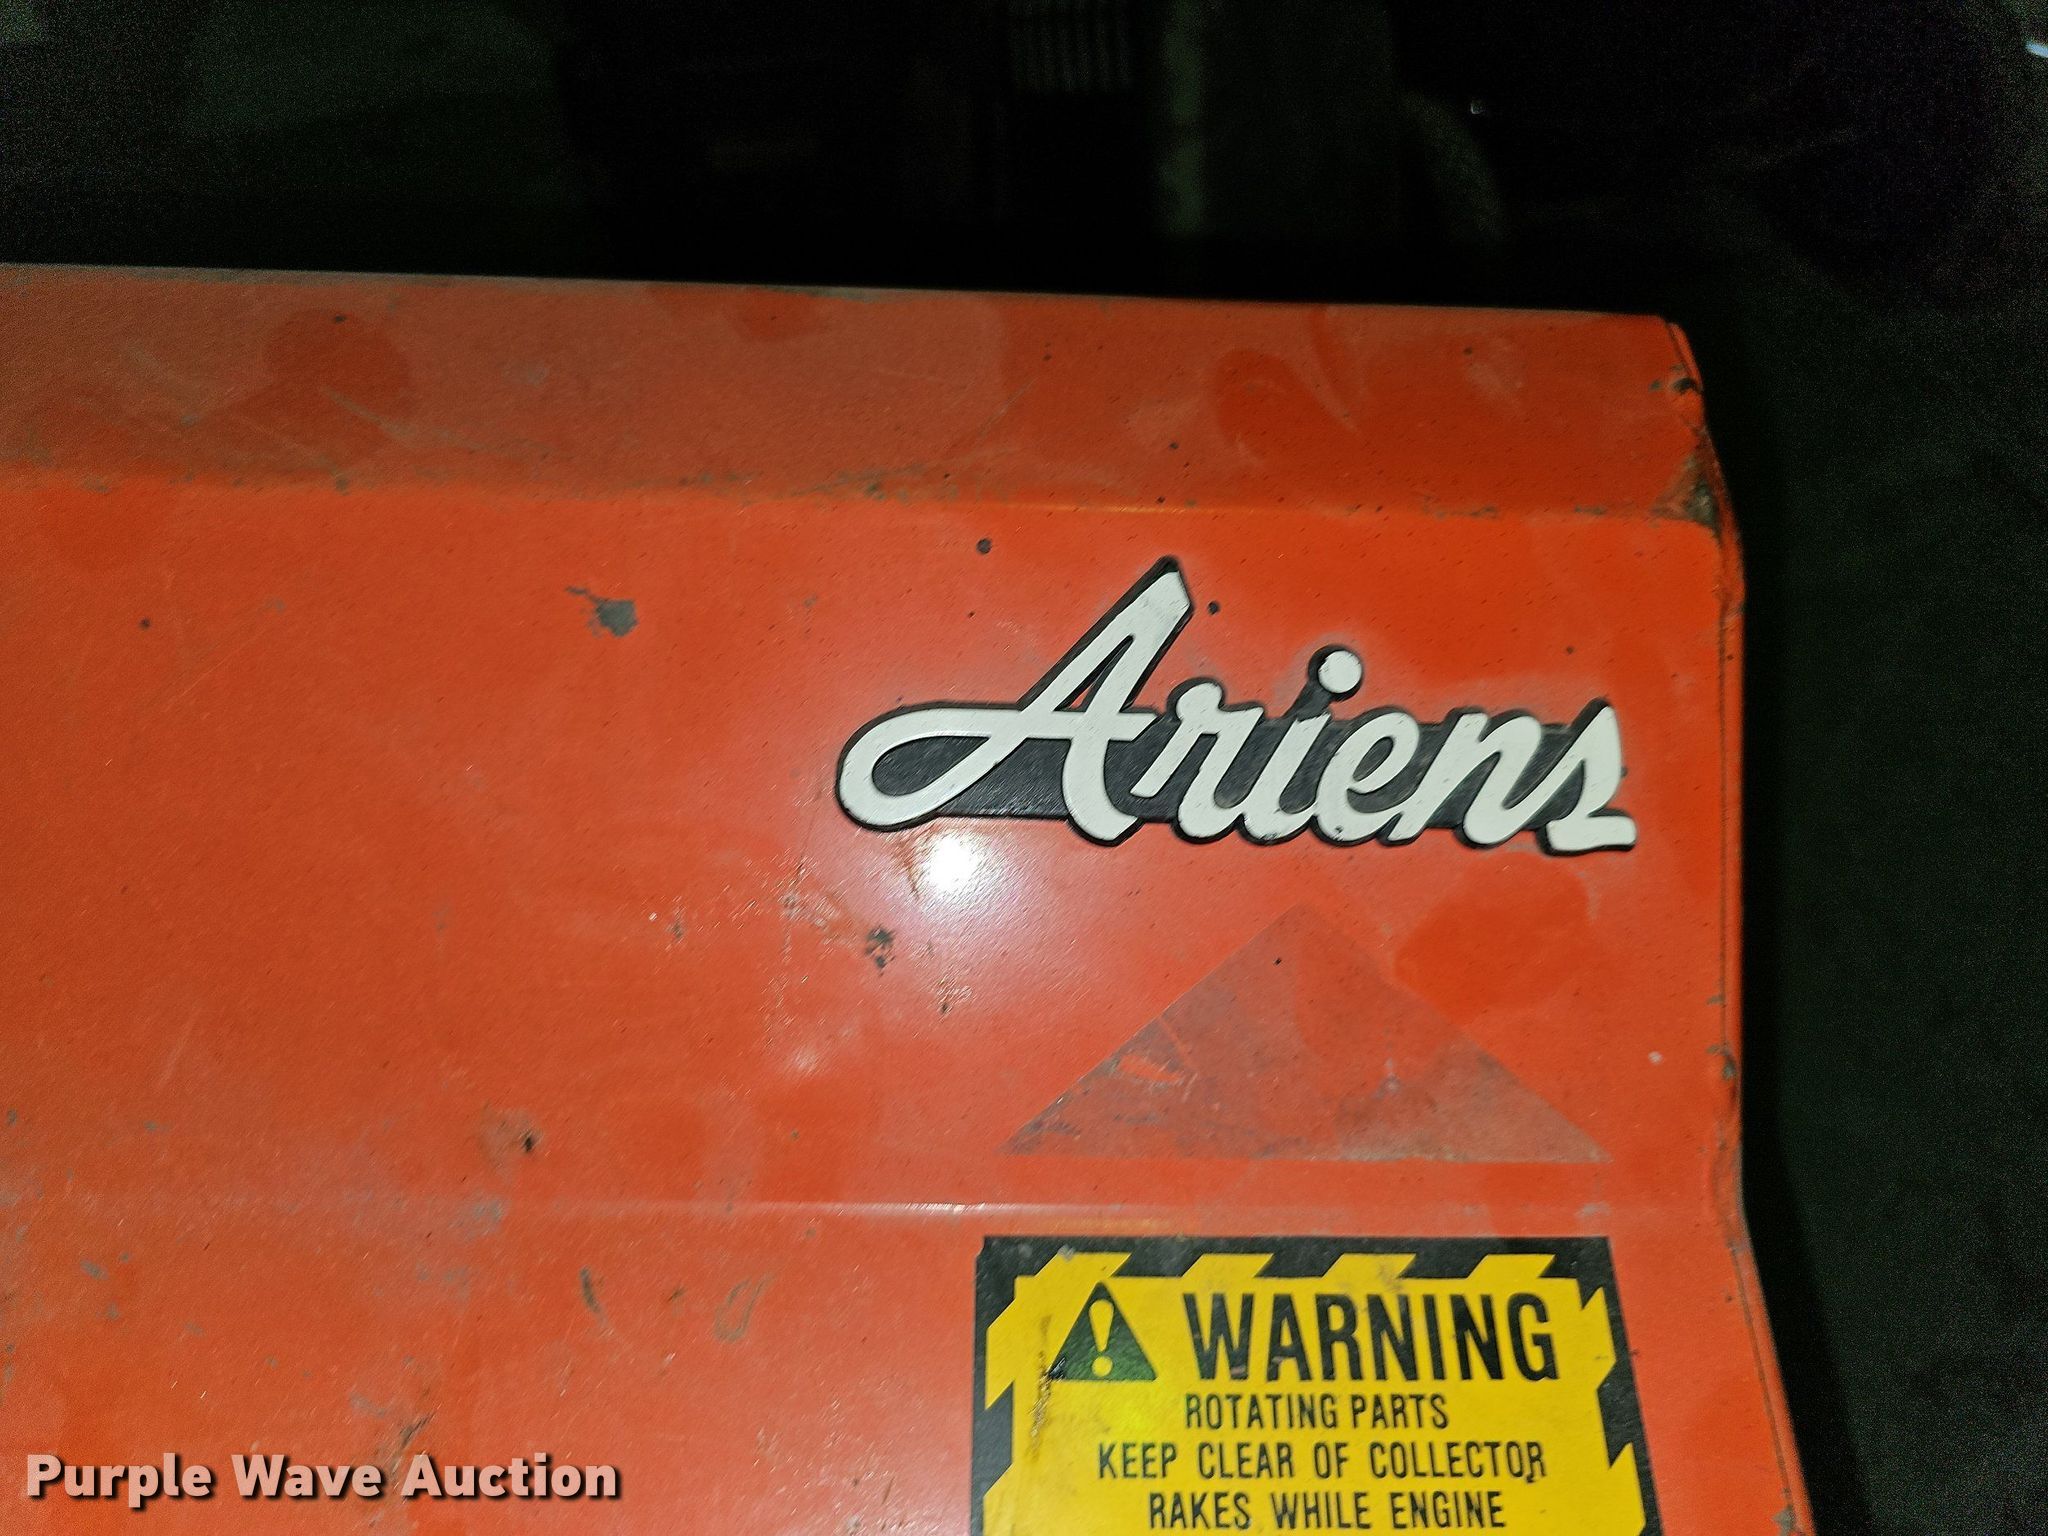 Ariens
WARNING
ROTATING PARTS
KEEP CLEAR OF COLLECTOR
RAKES WHILE ENGINE
Purple Wave Auction